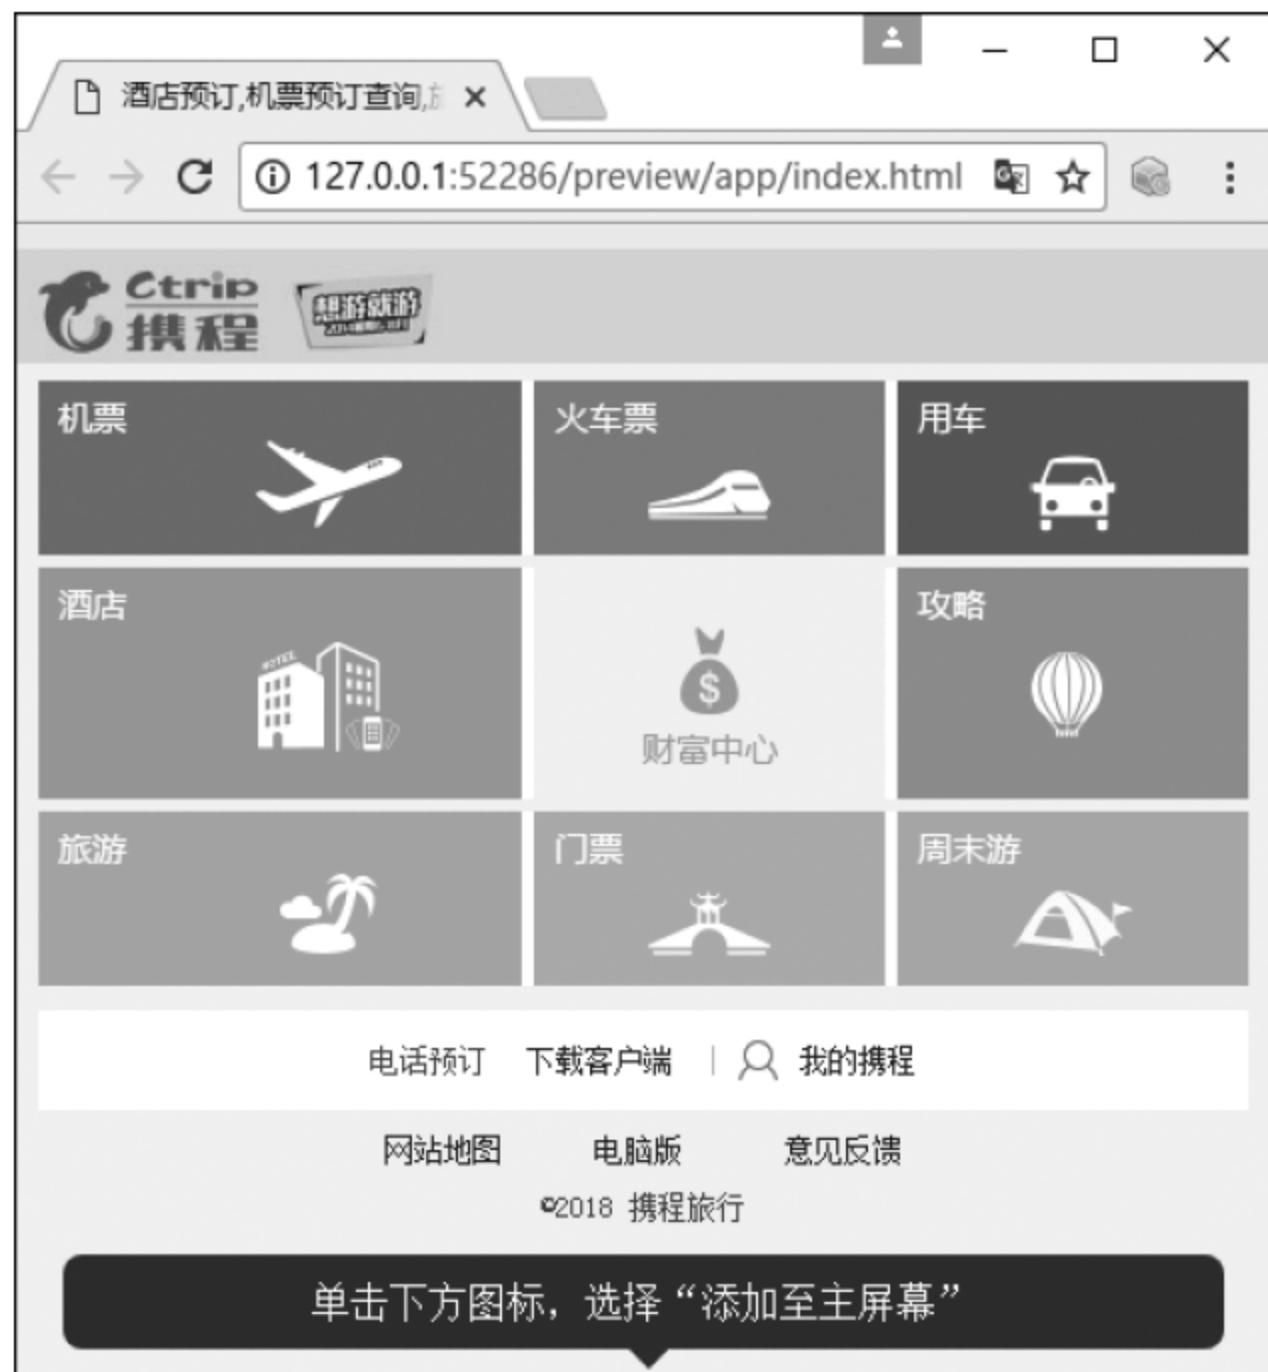 酒店预订,机票预订查询,
127.0.0.1:52286/preview/app/index.html
Ctrip
携程
想游就游
机票
火车票
用车
酒店
HOTEL
$
财富中心
攻略
旅游
门票
周末游
电话预订 下载客户端 | 我的携程
网站地图 电脑版 意见反馈
©2018 携程旅行
单击下方图标，选择“添加至主屏幕”